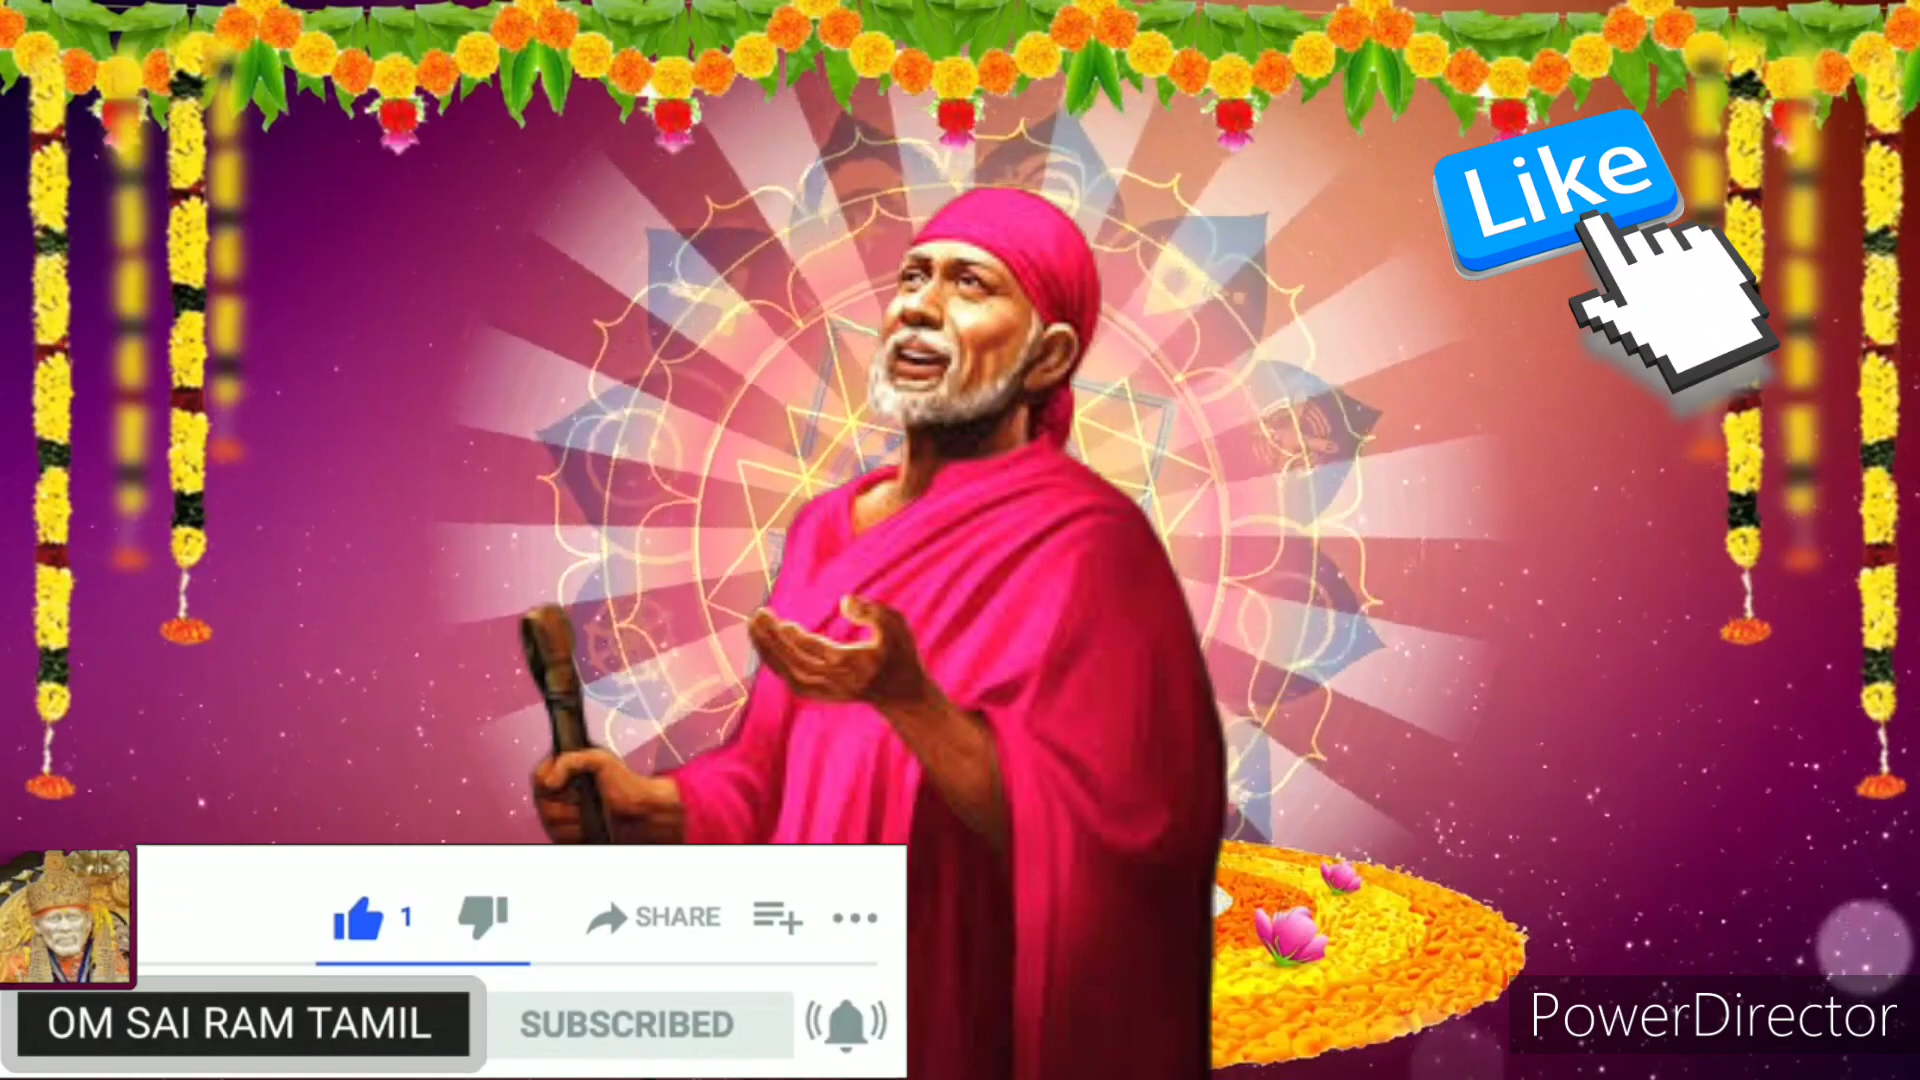 Like
1
SHARE
OM SAI RAM TAMIL
SUBSCRIBED
PowerDirector